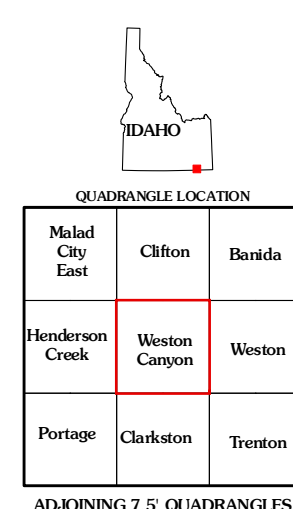 IDAHO
QUADRANGLE LOCATION
Malad
City
East
Clifton
Banida
Henderson
Creek
Weston
Canyon
Weston
Portage
Clarkston
Trenton
ADJOINING 7.5' QUADRANGLES